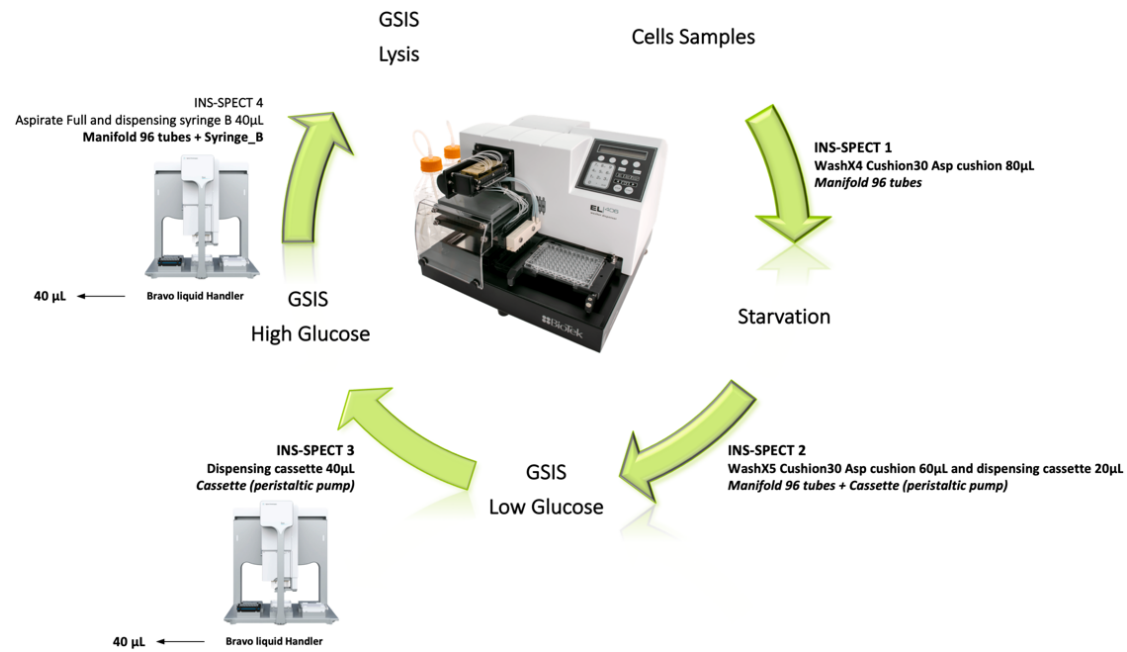 GSIS
Lysis
Cells Samples
INS-SPECT 4
Aspirate Full and dispensing syringe B 40µL
Manifold 96 tubes + Syringe_B
INS-SPECT 1
WashX4 Cushion30 Asp cushion 80µL
Manifold 96 tubes
EL
BioTek
40 µL
Bravo liquid Handler
GSIS
High Glucose
Starvation
INS-SPECT 3
Dispensing cassette 40µL
Cassette (peristaltic pump)
GSIS
Low Glucose
INS-SPECT 2
WashX5 Cushion30 Asp cushion 60µL and dispensing cassette 20µL
Manifold 96 tubes + Cassette (peristaltic pump)
40 µL
Bravo liquid Handler